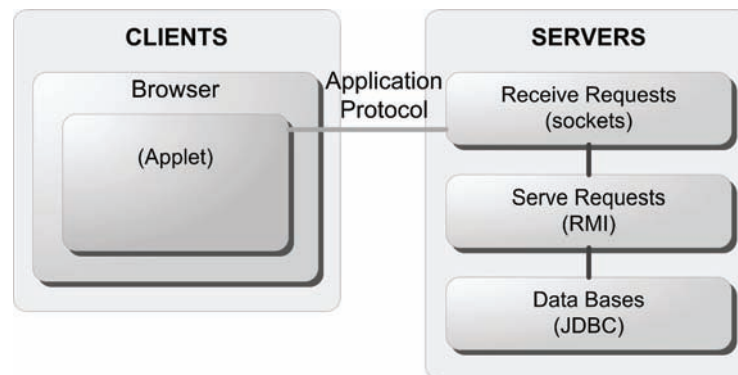 CLIENTS
Browser
(Applet)
Application
Protocol
SERVERS
Receive Requests
(sockets)
Serve Requests
(RMI)
Data Bases
(JDBC)